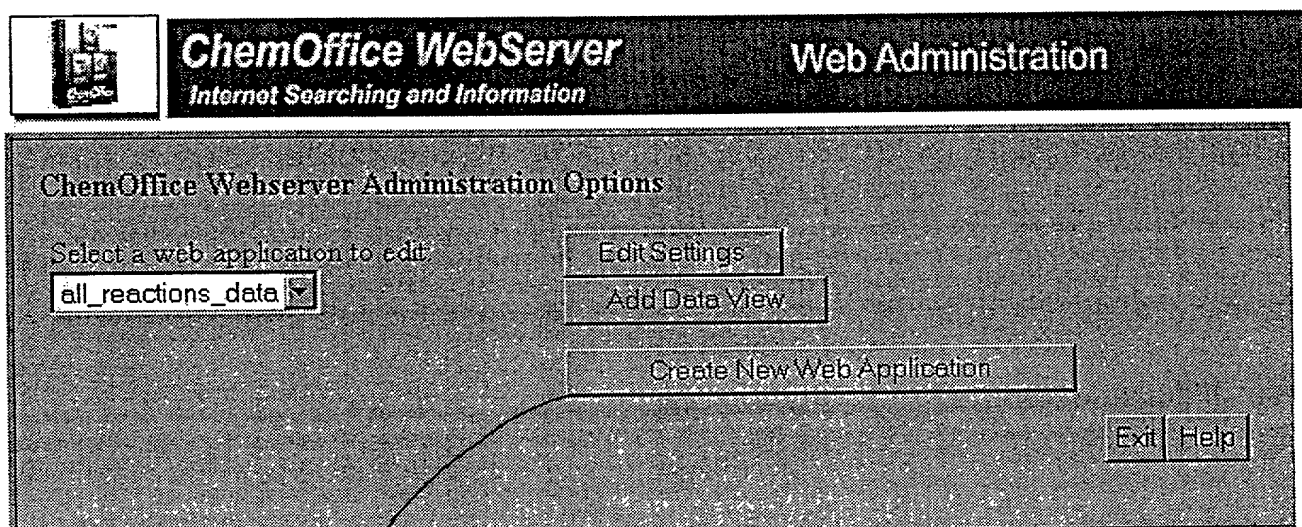 ChemOffice WebServer
Web Administration
Internet Searching and Information
ChemOffice Webserver Administration Options
Select a web application to edit:
Edit Settings
all_reactions_data
Add Data View
Create New Web Application
Exit Help